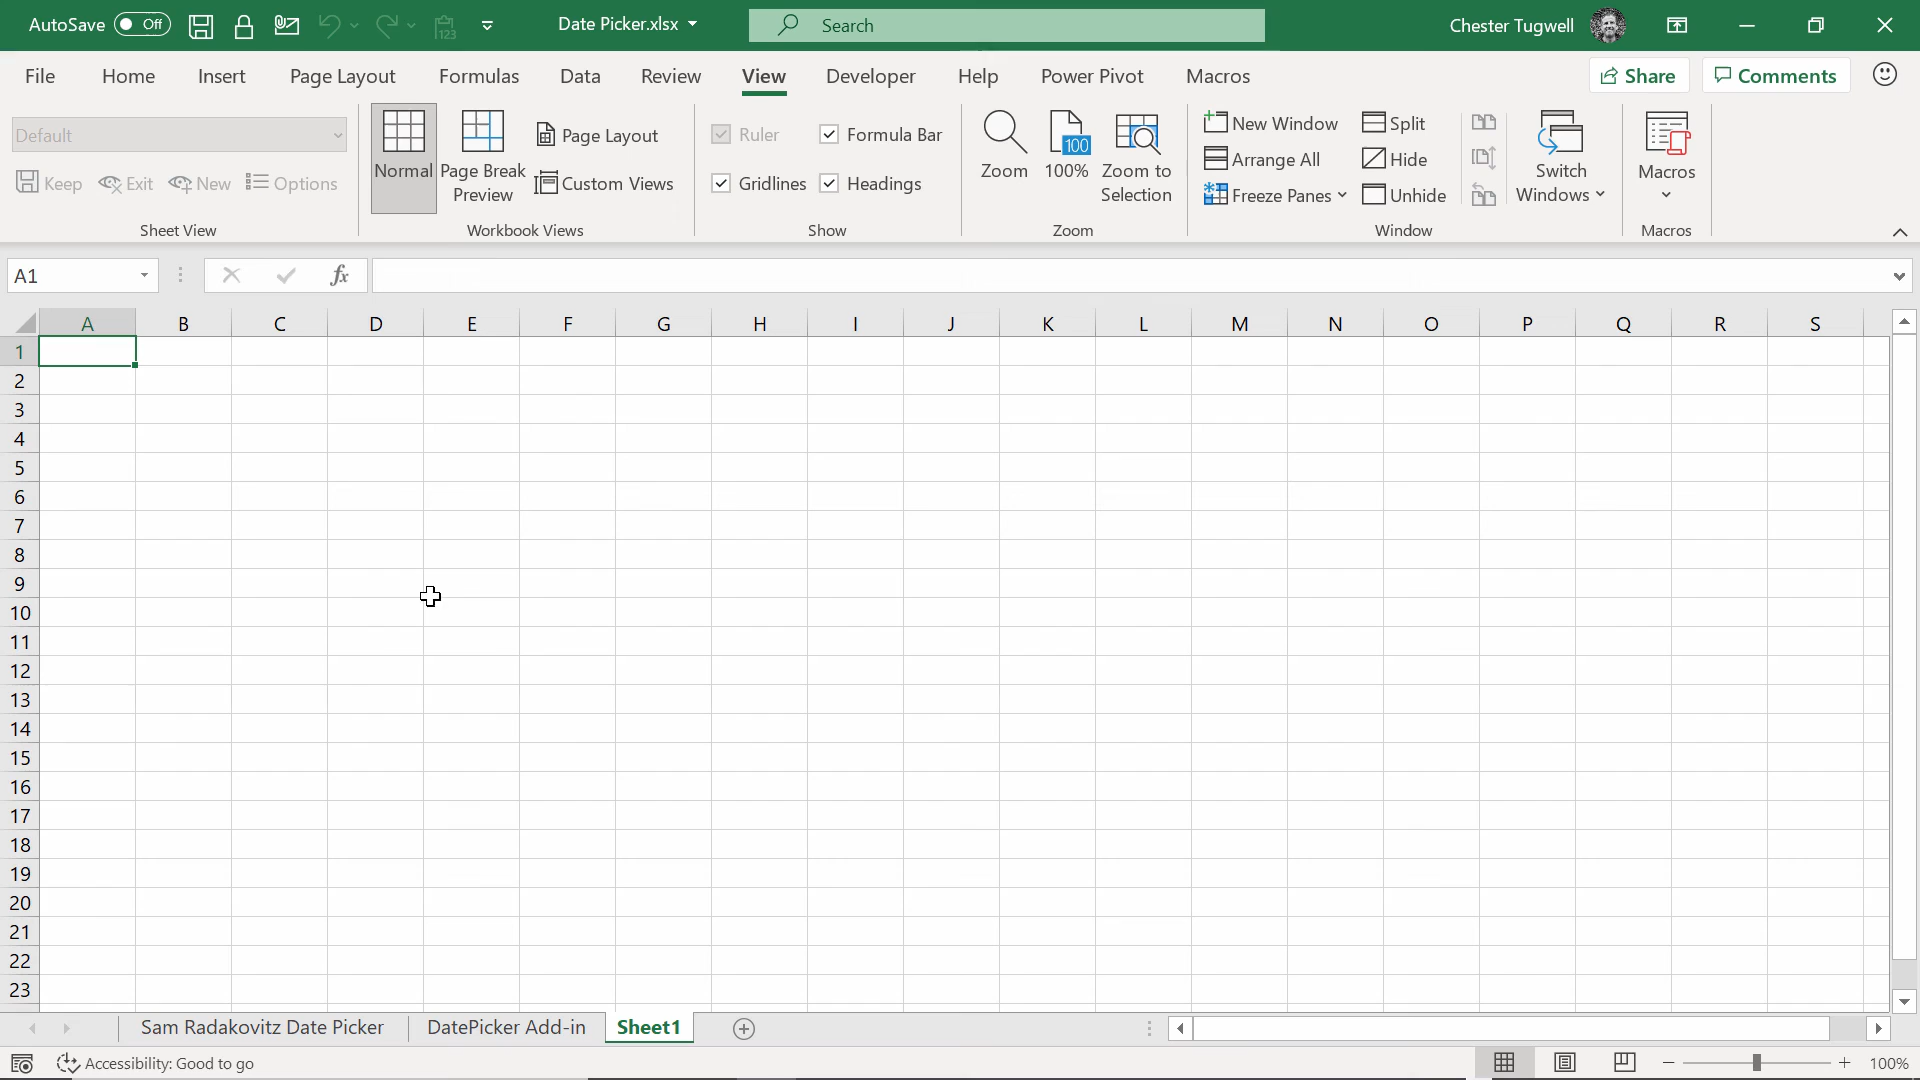 AutoSave Off Date Picker.xlsx Search Chester Tugwell
File Home Insert Page Layout Formulas Data Review View Developer Help Power Pivot Macros Share Comments
Default
Keep Exit New Options
Sheet View
Normal
Page Break
Preview
Page Layout
Custom Views
Workbook Views
Ruler Formula Bar
Gridlines Headings
Show
Zoom
100
100%
Zoom to
Selection
Zoom
New Window Split
Arrange All Hide
Freeze Panes Unhide
Switch
Windows
Window
Macros
Macros
A1 fx
A B C D E F G H I J K L M N O P Q R S
1
2
3
4
5
6
7
8
9
10
11
12
13
14
15
16
17
18
19
20
21
22
23
Sam Radakovitz Date Picker DatePicker Add-in Sheet1
Accessibility: Good to go 100%